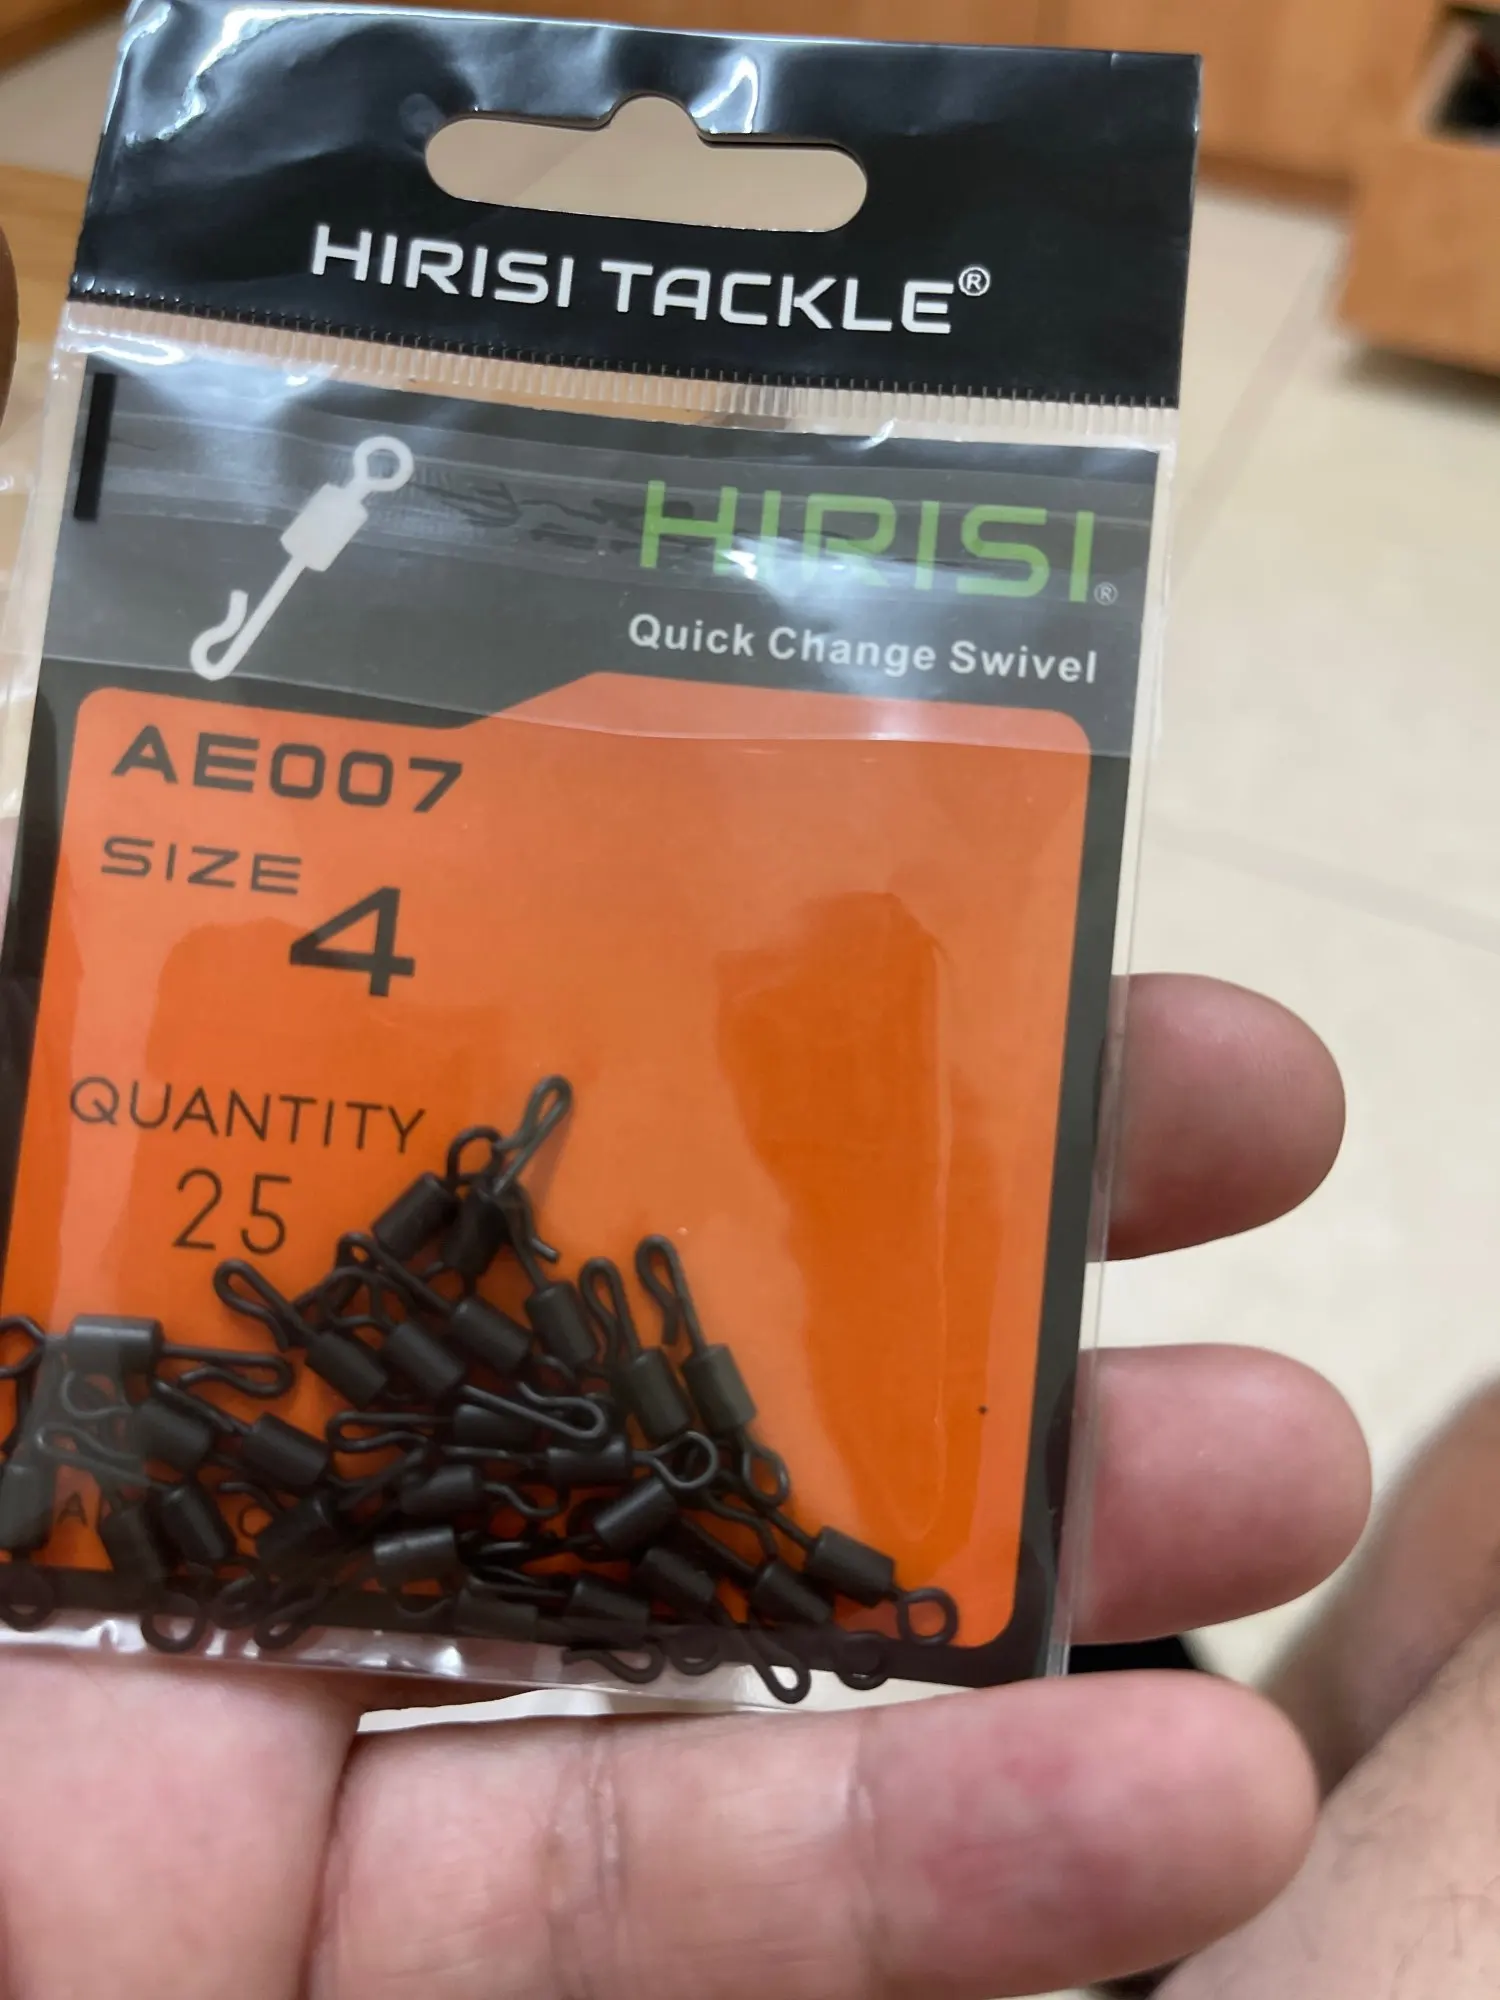 HIRISI TACKLE®
HIRISI®
Quick Change Swivel
AE007
SIZE
4
QUANTITY
25